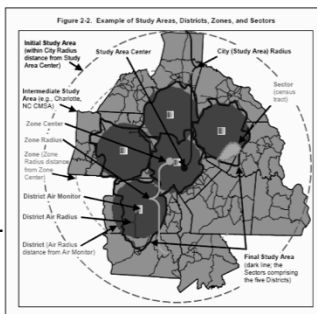 Figure 2-2. Example of Study Areas, Districts, Zones, and Sectors
Initial Study Area
(within City Radius
distance from Study
Area Center)
Study Area Center
City (Study Area) Radius
Sector
(census
tract)
Intermediate Study
Area (e.g., Charlotte,
NC CMSA)
Zone Center
Zone Radius
Zone (Zone
Radius distance
from Zone
Center)
District Air Monitor
District Air Radius
District (Air Radius
distance from Air Monitor)
Final Study Area
(dark line; the
Sectors comprising
the five Districts)